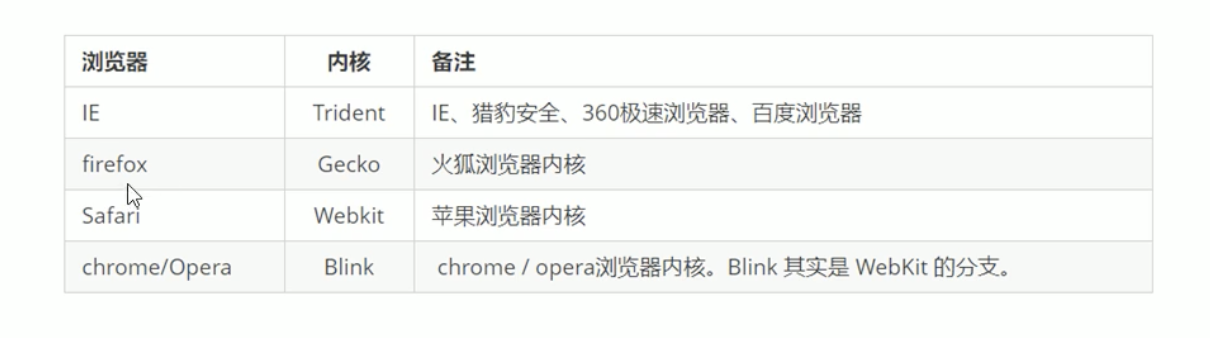 浏览器 内核 备注
IE Trident IE、猎豹安全、360极速浏览器、百度浏览器
firefox Gecko 火狐浏览器内核
Safari Webkit 苹果浏览器内核
chrome/Opera Blink chrome / opera浏览器内核。Blink 其实是 WebKit 的分支。